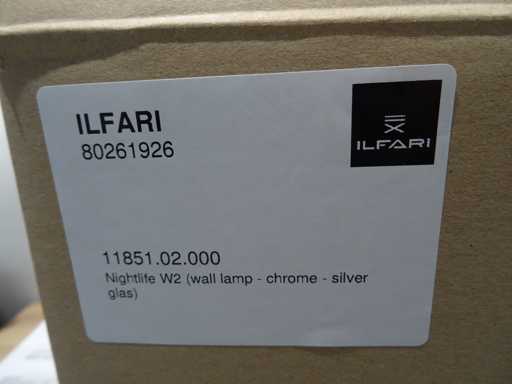 ILFARI
80261926
ILFARI
11851.02.000
Nightlife W2 (wall lamp - chrome - silver
glas)